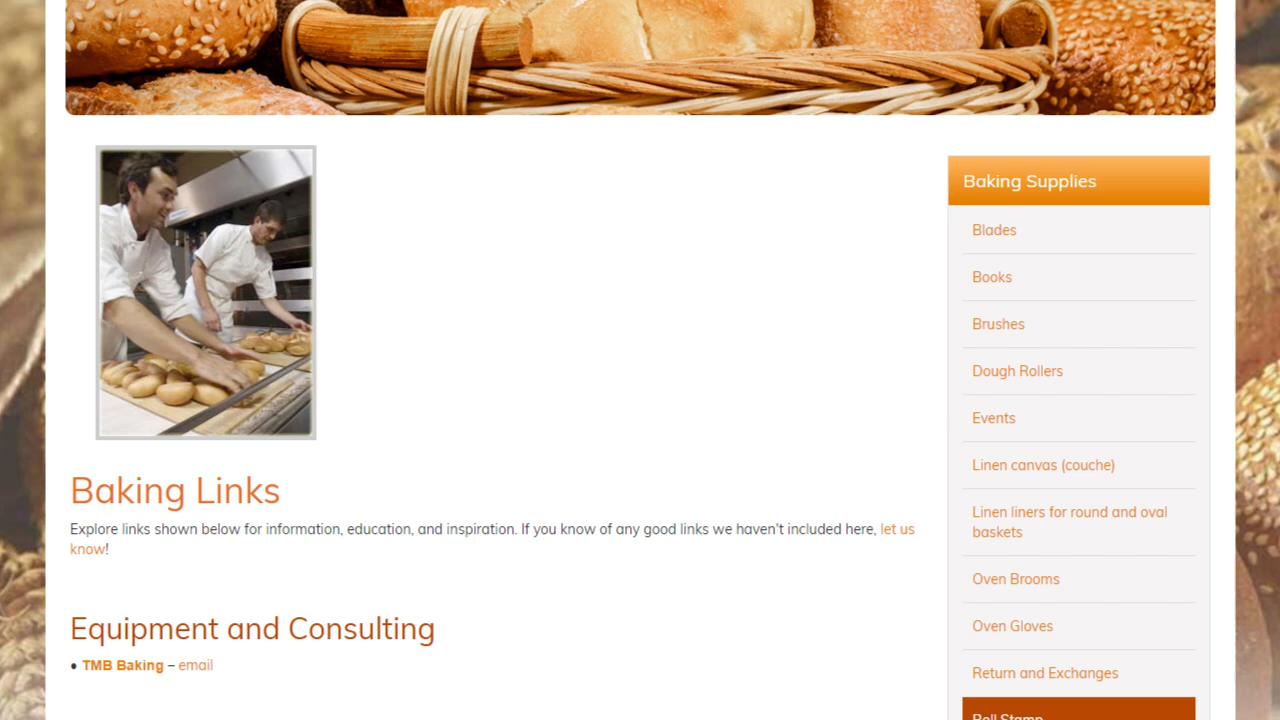 Baking Links
Explore links shown below for information, education, and inspiration. If you know of any good links we haven't included here, let us
know!
Equipment and Consulting
• TMB Baking – email
Baking Supplies
Blades
Books
Brushes
Dough Rollers
Events
Linen canvas (couche)
Linen liners for round and oval
baskets
Oven Brooms
Oven Gloves
Return and Exchanges
Roll Stamp